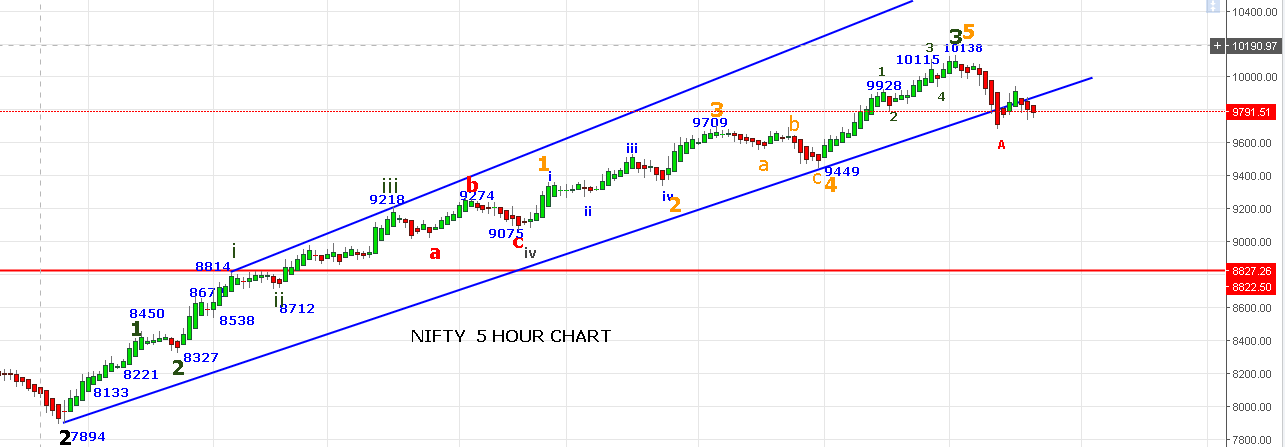 10400.00
3 5
3 10138
10190.97
10115
1
9928
10000.00
4
2
3
9709
b
9791.51
A
iii
a
9600.00
1
i
c 4
9449
iv 2
ii
9400.00
iii
b
9218
9274
9200.00
9075
c
a
iv
9000.00
i
8814
8827.26
8822.50
867
ii
8712
8600.00
8450
8538
1
NIFTY 5 HOUR CHART
8400.00
8327
2
8221
8200.00
8133
8000.00
2 7894
7800.00